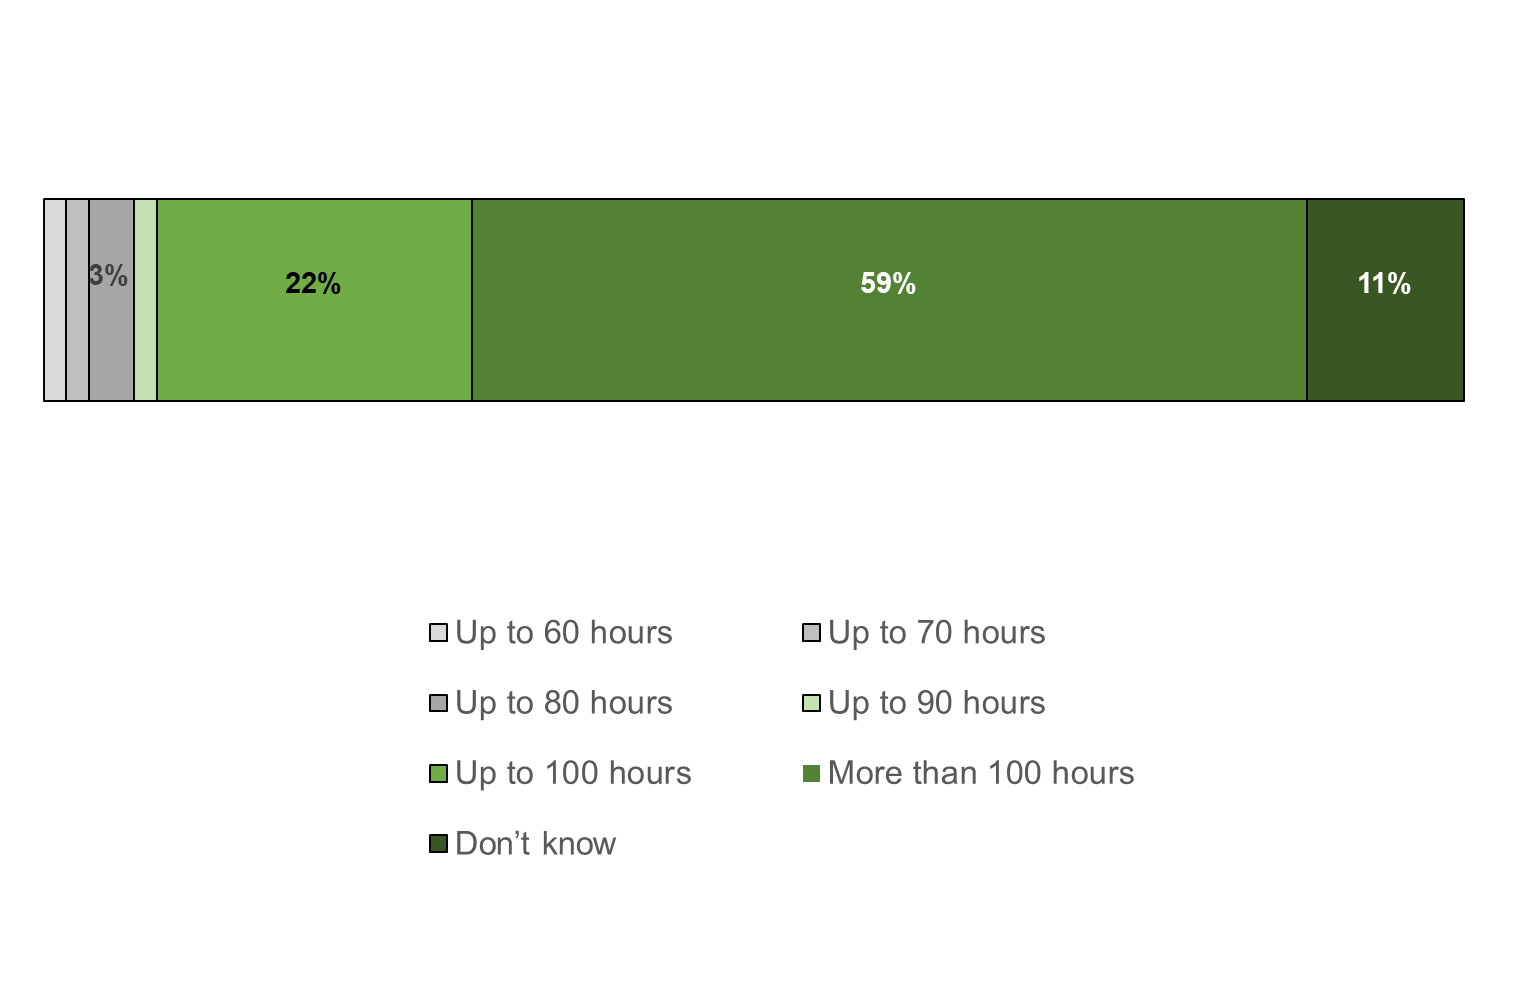 3% 22% 59% 11%
Up to 60 hours Up to 70 hours
Up to 80 hours Up to 90 hours
Up to 100 hours More than 100 hours
Don’t know